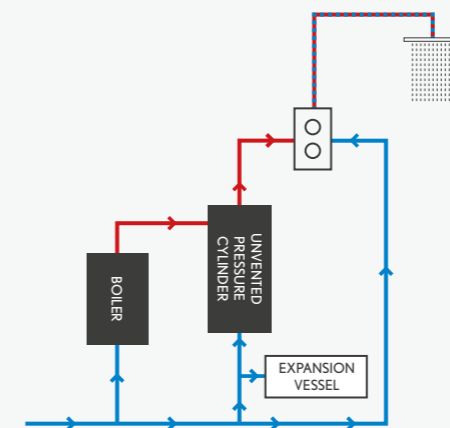 UNVENTED
PRESSURE
CYLINDER
BOILER
EXPANSION
VESSEL